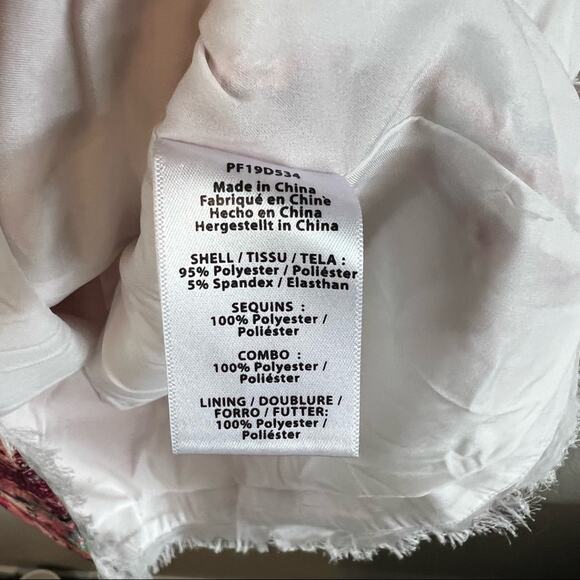 PF19D534
Made in China
Fabriqué en Chine
Hecho en China
Hergestellt in China
SHELL / TISSU / TELA :
95% Polyester / Poliéster
5% Spandex / Elasthan
SEQUINS :
100% Polyester /
Poliéster
COMBO :
100% Polyester /
Poliéster
LINING / DOUBLURE /
FORRO / FUTTER:
100% Polyester /
Poliéster